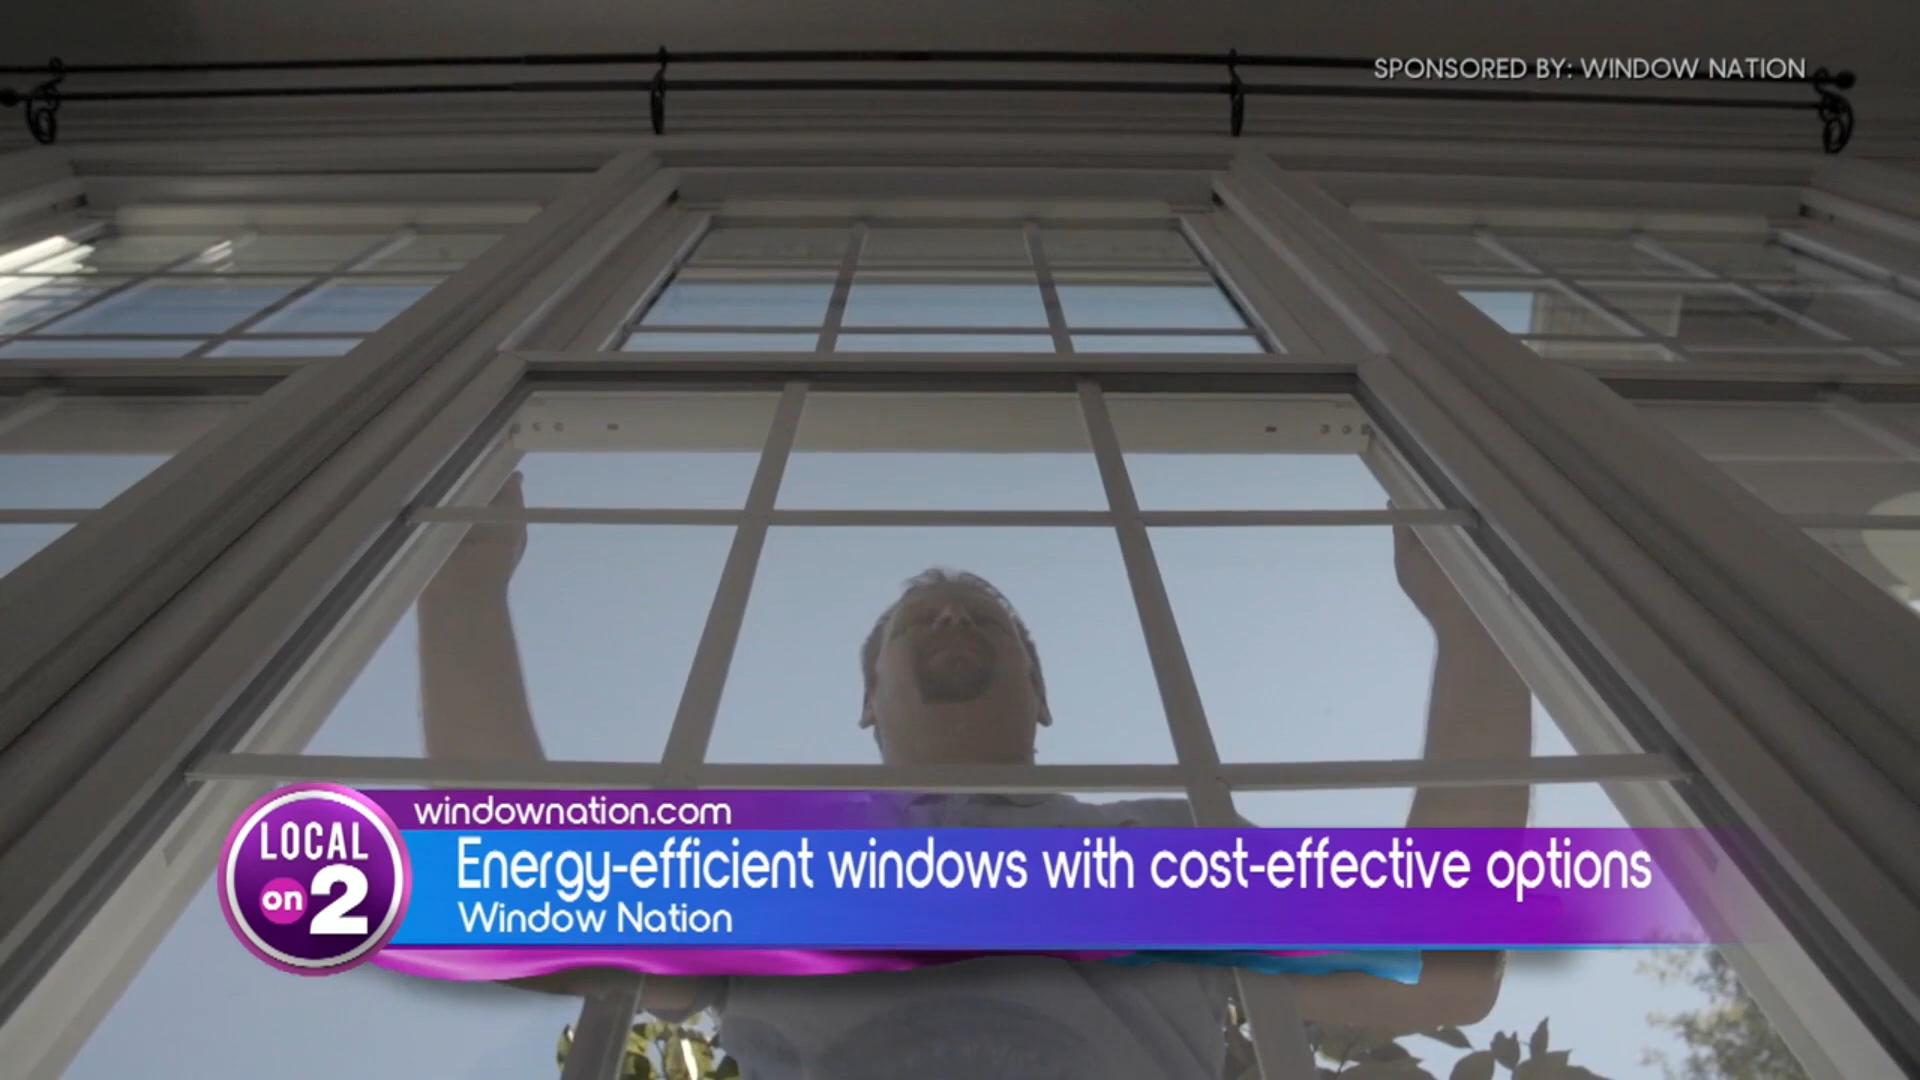 SPONSORED BY: WINDOW NATION
windownation.com
LOCAL
on 2
Energy-efficient windows with cost-effective options
Window Nation